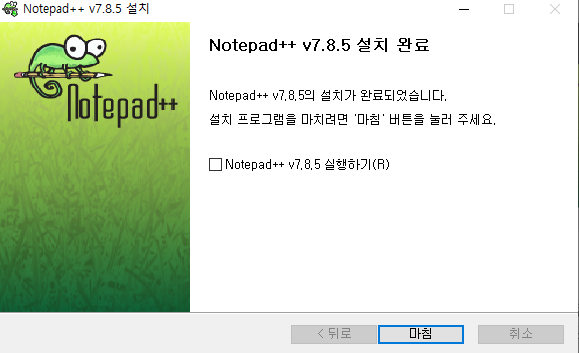 Notepad++ v7.8.5 설치
Notepad++
Notepad++ v7.8.5 설치 완료
Notepad++ v7.8.5의 설치가 완료되었습니다.
설치 프로그램을 마치려면 '마침' 버튼을 눌러 주세요.
Notepad++ v7.8.5 실행하기(R)
< 뒤로
마침
취소